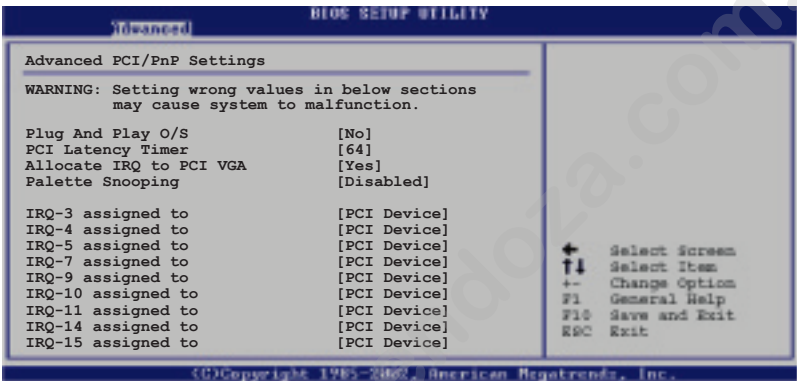 BIOS SETUP UTILITY
Advanced
Advanced PCI/PnP Settings
WARNING: Setting wrong values in below sections
may cause system to malfunction.
Plug And Play O/S [No]
PCI Latency Timer [64]
Allocate IRQ to PCI VGA [Yes]
Palette Snooping [Disabled]
IRQ-3 assigned to [PCI Device]
IRQ-4 assigned to [PCI Device]
IRQ-5 assigned to [PCI Device]
IRQ-7 assigned to [PCI Device]
IRQ-9 assigned to [PCI Device]
IRQ-10 assigned to [PCI Device]
IRQ-11 assigned to [PCI Device]
IRQ-14 assigned to [PCI Device]
IRQ-15 assigned to [PCI Device]
Select Screen
↑↓ Select Item
+- Change Option
F1 General Help
F10 Save and Exit
ESC Exit
(C)Copyright 1985-2002, American Megatrends, Inc.